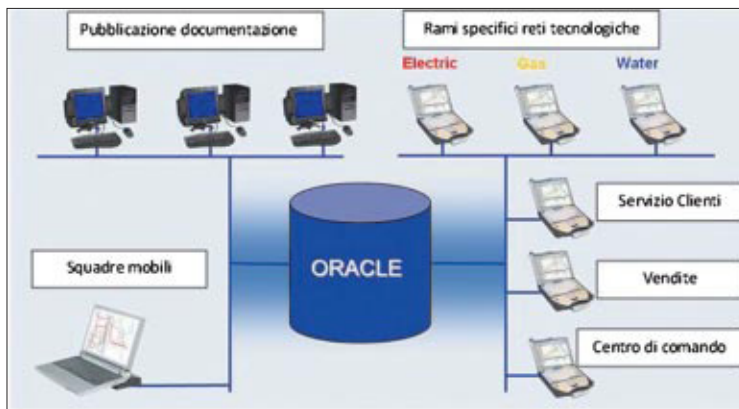 Pubblicazione documentazione
Rami specifici reti tecnologiche
Electric
Gas
Water
Servizio Clienti
Squadre mobili
ORACLE
Vendite
Centro di comando